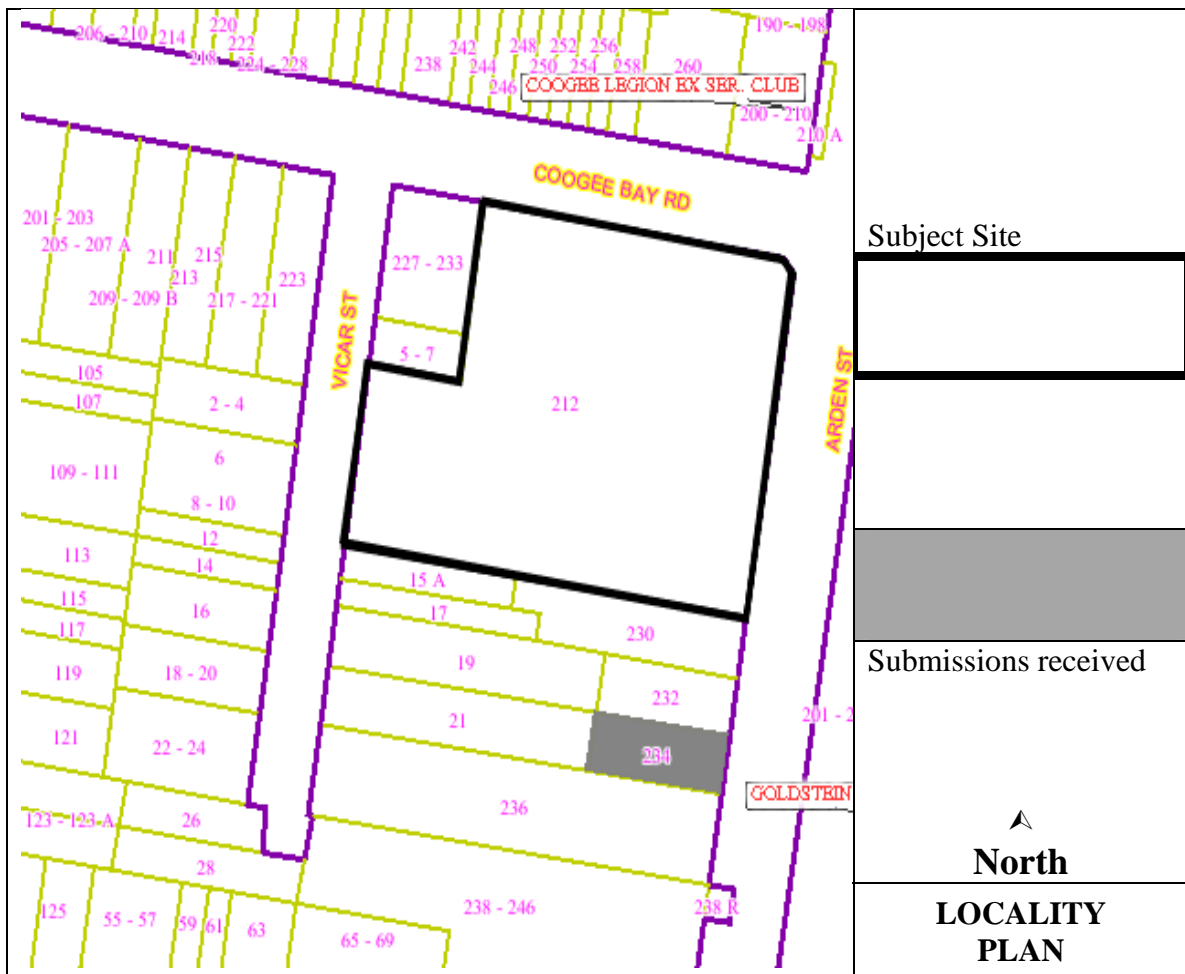 206 - 210
214
218
220
222
224 - 228
238
242
244
246
248
250
252
254
256
258
260
190 - 198
COOGEE LEGION EX SER. CLUB
200 - 210
210 A
COOGEE BAY RD
201 - 203
205 - 207 A
209 - 209 B
211
213
215
217 - 221
223
227 - 233
5 - 7
VICAR ST
212
ARDEN ST
105
107
2 - 4
109 - 111
6
8 - 10
12
113
14
115
16
117
119
18 - 20
121
22 - 24
15 A
17
230
19
232
21
234
236
GOLDSTEIN
123 - 123 A
26
28
125
55 - 57
59
61
63
65 - 69
238 - 246
238 R
Subject Site
Submissions received
North
LOCALITY
PLAN